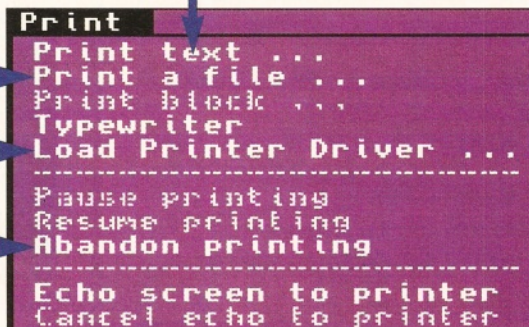 Print
Print text ...
Print a file ...
Print block ...
Typewriter
Load Printer Driver ...
Pause printing
Resume printing
Abandon printing
Echo screen to printer
Cancel echo to printer